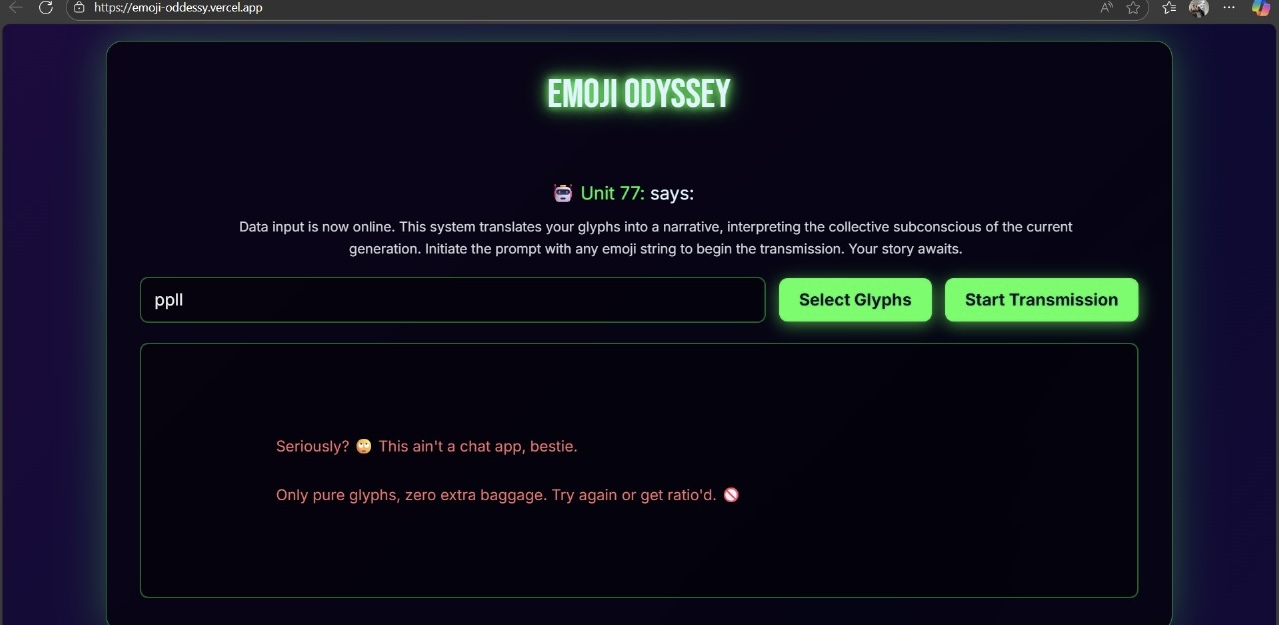 https://emoji-oddessy.vercel.app
EMOJI ODYSSEY
🤖 Unit 77: says:
Data input is now online. This system translates your glyphs into a narrative, interpreting the collective subconscious of the current
generation. Initiate the prompt with any emoji string to begin the transmission. Your story awaits.
ppll
Select Glyphs
Start Transmission
Seriously? 🙄 This ain't a chat app, bestie.
Only pure glyphs, zero extra baggage. Try again or get ratio'd. 🚫